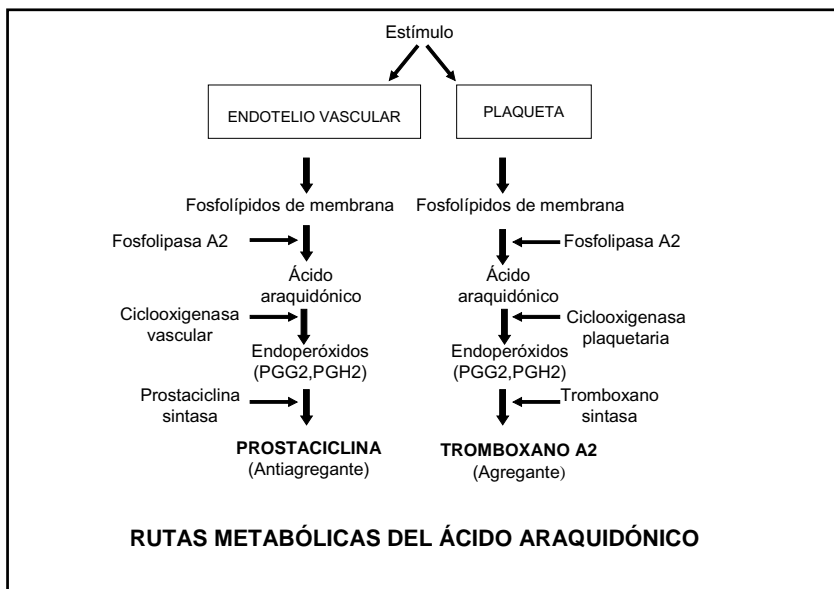 Estímulo
ENDOTELIO VASCULAR
PLAQUETA
Fosfolípidos de membrana
Fosfolípidos de membrana
Fosfolipasa A2
Fosfolipasa A2
Ácido
araquidónico
Ácido
araquidónico
Ciclooxigenasa
vascular
Ciclooxigenasa
plaquetaria
Endoperóxidos
(PGG2,PGH2)
Endoperóxidos
(PGG2,PGH2)
Prostaciclina
sintasa
Tromboxano
sintasa
PROSTACICLINA
(Antiagregante)
TROMBOXANO A2
(Agregante)
RUTAS METABÓLICAS DEL ÁCIDO ARAQUIDÓNICO